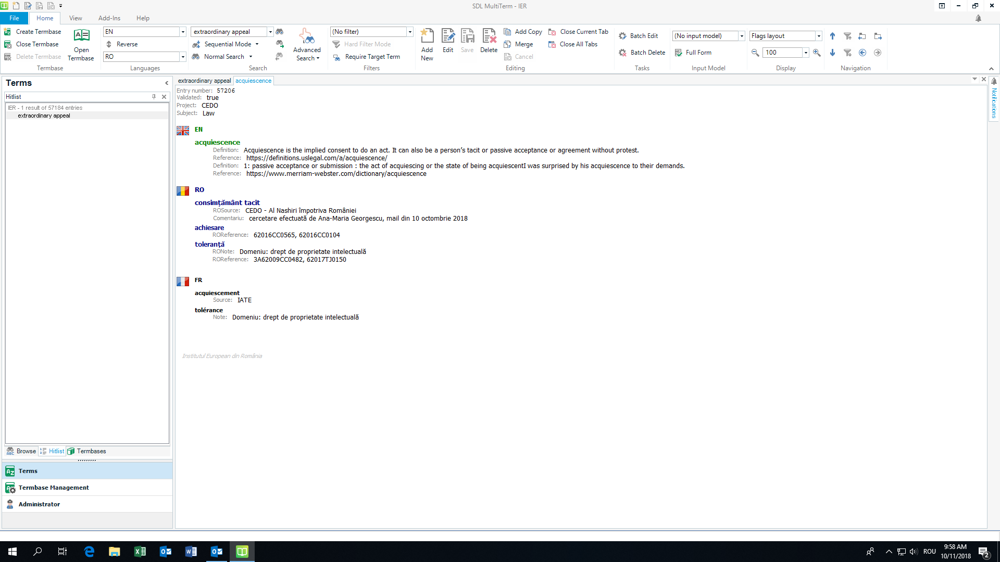 SDL MultiTerm - IER
File Home View Add-Ins Help
Create Termbase
Close Termbase
Delete Termbase
Open Termbase
Termbase
EN
Reverse
RO
Languages
extraordinary appeal
Sequential Mode
Normal Search
Advanced Search
Search
(No filter)
Hard Filter Mode
Require Target Term
Filters
Add New
Edit
Save
Delete
Add Copy
Merge
Cancel
Close Current Tab
Close All Tabs
Editing
Batch Edit
Batch Delete
Tasks
(No input model)
Full Form
Input Model
Flags layout
100
Display
Navigation
Terms
Hitlist
IER - 1 result of 57184 entries
extraordinary appeal
Browse Hitlist Termbases
Terms
Termbase Management
Administrator
extraordinary appeal acquiescence
Entry number: 57206
Validated: true
Project: CEDO
Subject: Law
EN
acquiescence
Definition: Acquiescence is the implied consent to do an act. It can also be a person’s tacit or passive acceptance or agreement without protest.
Reference: https://definitions.uslegal.com/a/acquiescence/
Definition: 1: passive acceptance or submission : the act of acquiescing or the state of being acquiescentI was surprised by his acquiescence to their demands.
Reference: https://www.merriam-webster.com/dictionary/acquiescence
RO
consimțământ tacit
ROSource: CEDO - Al Nashiri împotriva României
Comentariu: cercetare efectuată de Ana-Maria Georgescu, mail din 10 octombrie 2018
achiesare
ROReference: 62016CC0565, 62016CC0104
toleranță
RONote: Domeniu: drept de proprietate intelectuală
ROReference: 3A62009CC0482, 62017TJ0150
FR
acquiescement
Source: IATE
tolérance
Note: Domeniu: drept de proprietate intelectuală
Institutul European din România
Notifications
ROU
9:58 AM
10/11/2018
2